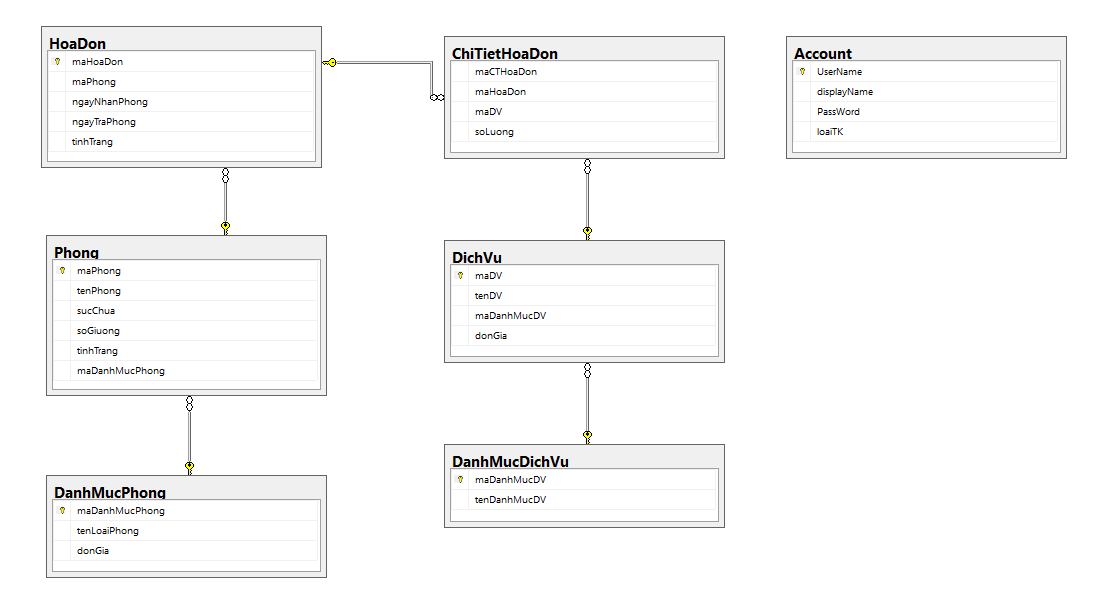 HoaDon
maHoaDon
maPhong
ngayNhanPhong
ngayTraPhong
tinhTrang
ChiTietHoaDon
maCTHoaDon
maHoaDon
maDV
soLuong
Account
UserName
displayName
PassWord
loaiTK
Phong
maPhong
tenPhong
sucChua
soGiuong
tinhTrang
maDanhMucPhong
DichVu
maDV
tenDV
maDanhMucDV
donGia
DanhMucPhong
maDanhMucPhong
tenLoaiPhong
donGia
DanhMucDichVu
maDanhMucDV
tenDanhMucDV